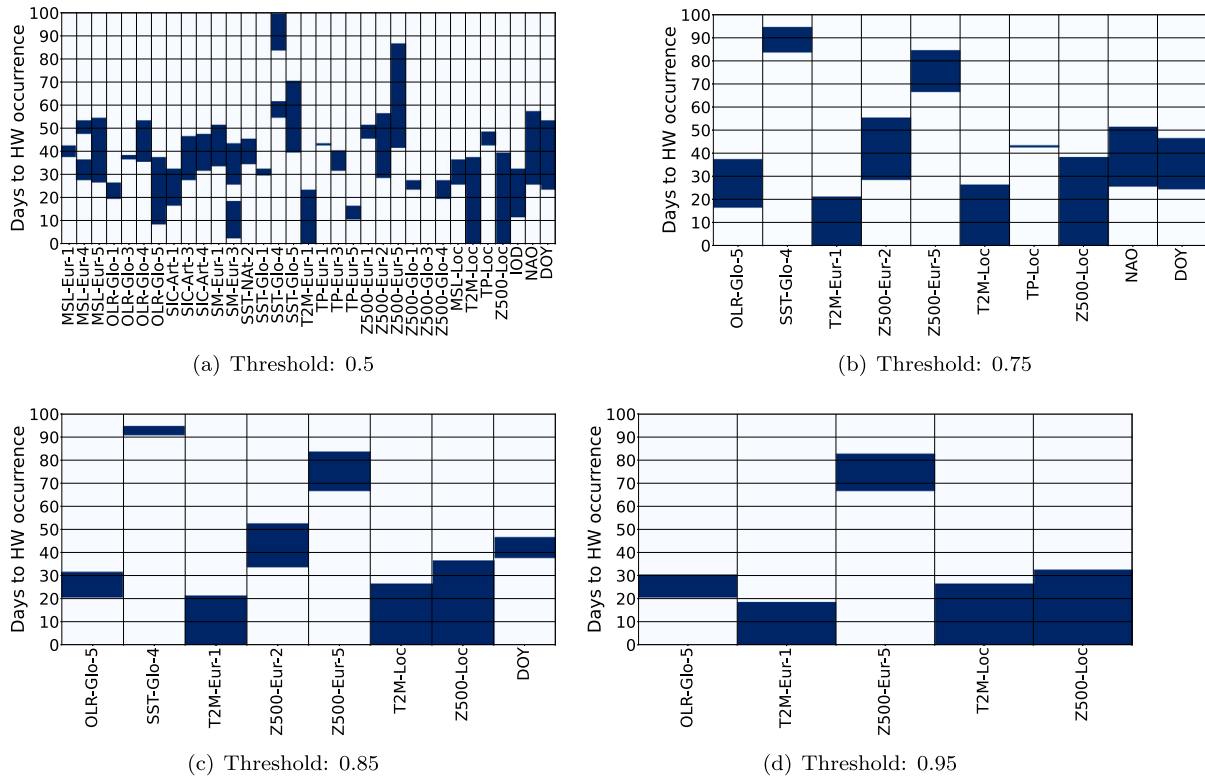 Days to HW occurrence
100
90
80
70
60
50
40
30
20
10
0
MSL-Eur-1
MSL-Eur-4
MSL-Eur-5
OLR-Glo-1
OLR-Glo-3
OLR-Glo-4
OLR-Glo-5
SIC-Art-1
SIC-Art-3
SIC-Art-4
SM-Eur-1
SM-Eur-3
SST-NAt-2
SST-Glo-1
SST-Glo-4
SST-Glo-5
T2M-Eur-1
TP-Eur-1
TP-Eur-3
TP-Eur-5
Z500-Eur-1
Z500-Eur-2
Z500-Eur-5
Z500-Glo-1
Z500-Glo-3
Z500-Glo-4
MSL-Loc
T2M-Loc
TP-Loc
Z500-Loc
IOD
NAO
DOY
(a) Threshold: 0.5
Days to HW occurrence
100
90
80
70
60
50
40
30
20
10
0
OLR-Glo-5
SST-Glo-4
T2M-Eur-1
Z500-Eur-2
Z500-Eur-5
T2M-Loc
TP-Loc
Z500-Loc
NAO
DOY
(b) Threshold: 0.75
Days to HW occurrence
100
90
80
70
60
50
40
30
20
10
0
OLR-Glo-5
SST-Glo-4
T2M-Eur-1
Z500-Eur-2
Z500-Eur-5
T2M-Loc
Z500-Loc
DOY
(c) Threshold: 0.85
Days to HW occurrence
100
90
80
70
60
50
40
30
20
10
0
OLR-Glo-5
T2M-Eur-1
Z500-Eur-5
T2M-Loc
Z500-Loc
(d) Threshold: 0.95